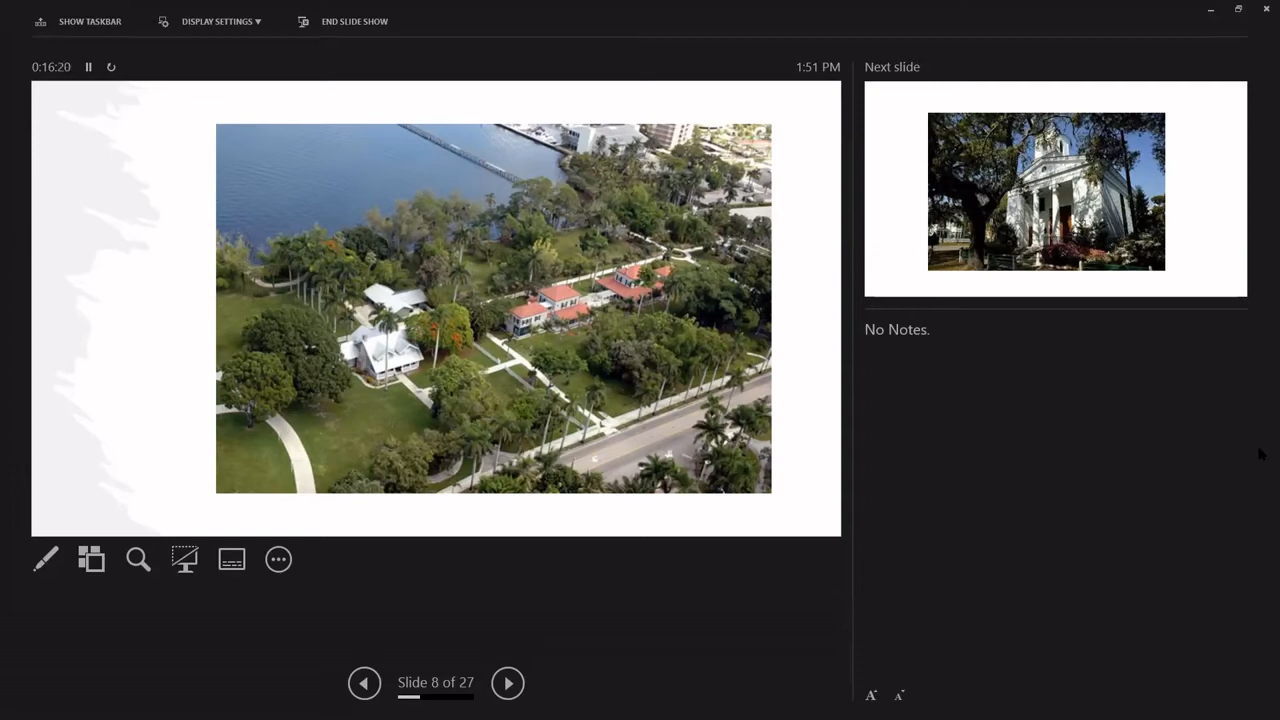 SHOW TASKBAR
DISPLAY SETTINGS ▾
END SLIDE SHOW
0:16:20
1:51 PM
Next slide
No Notes.
Slide 8 of 27
A
A